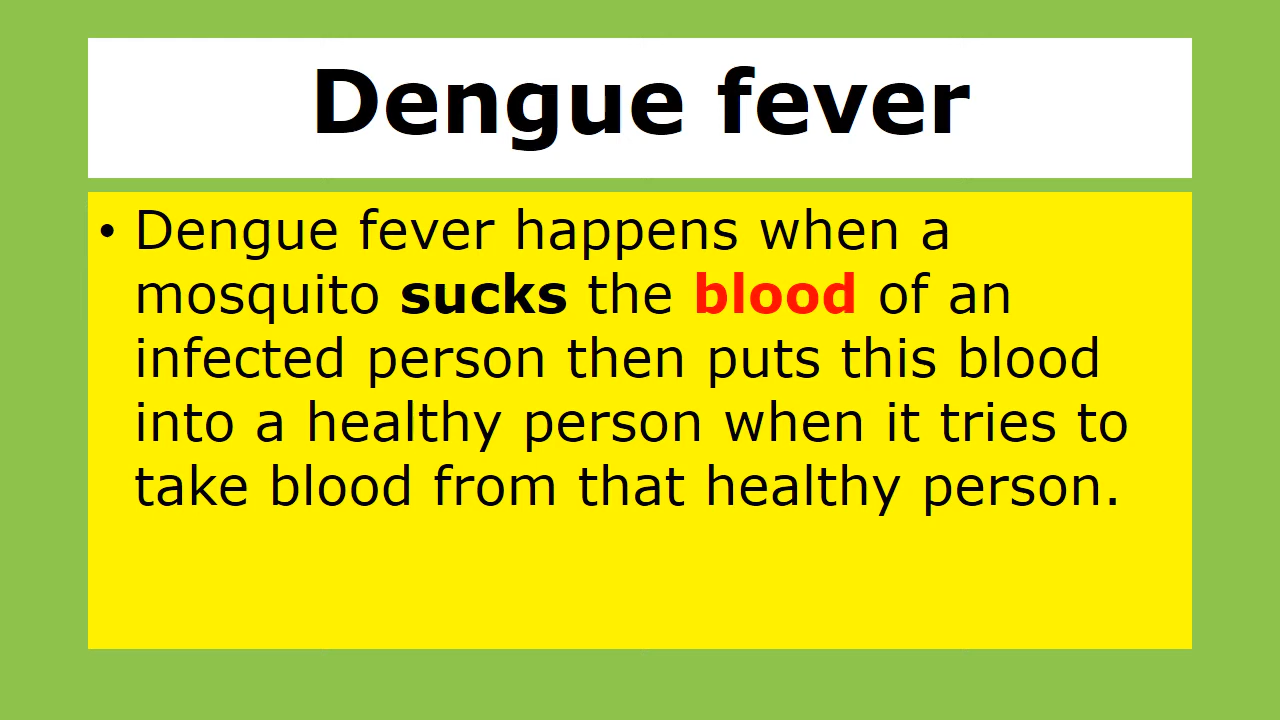 Dengue fever
• Dengue fever happens when a
mosquito sucks the blood of an
infected person then puts this blood
into a healthy person when it tries to
take blood from that healthy person.